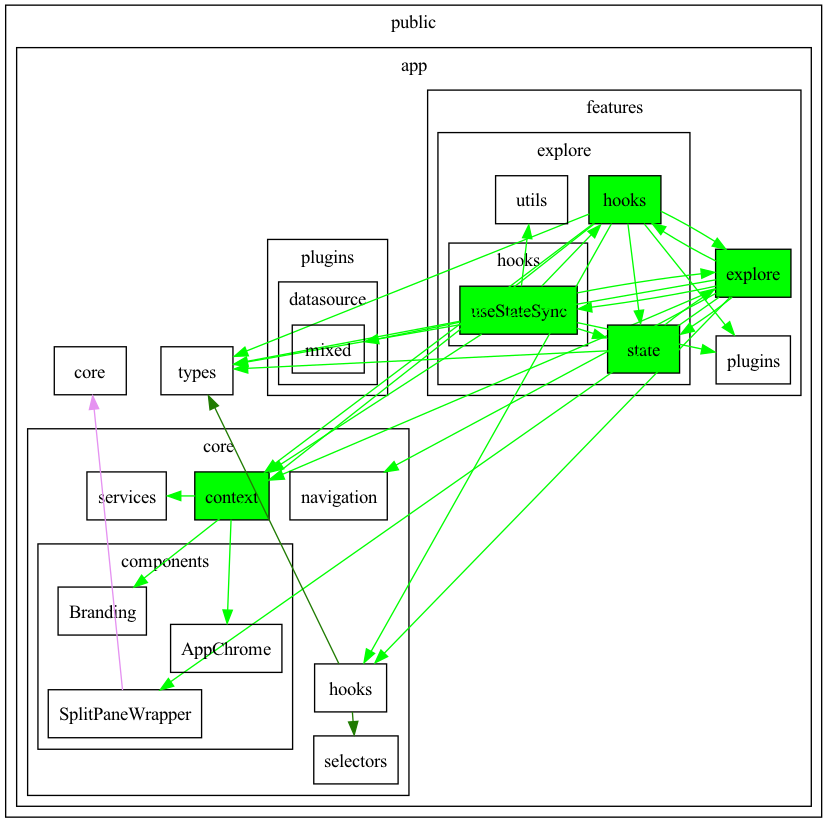 public
app
features
explore
utils
hooks
hooks
plugins
explore
datasource
useStateSync
mixed
state
plugins
core
types
core
services
context
navigation
components
Branding
AppChrome
hooks
SplitPaneWrapper
selectors